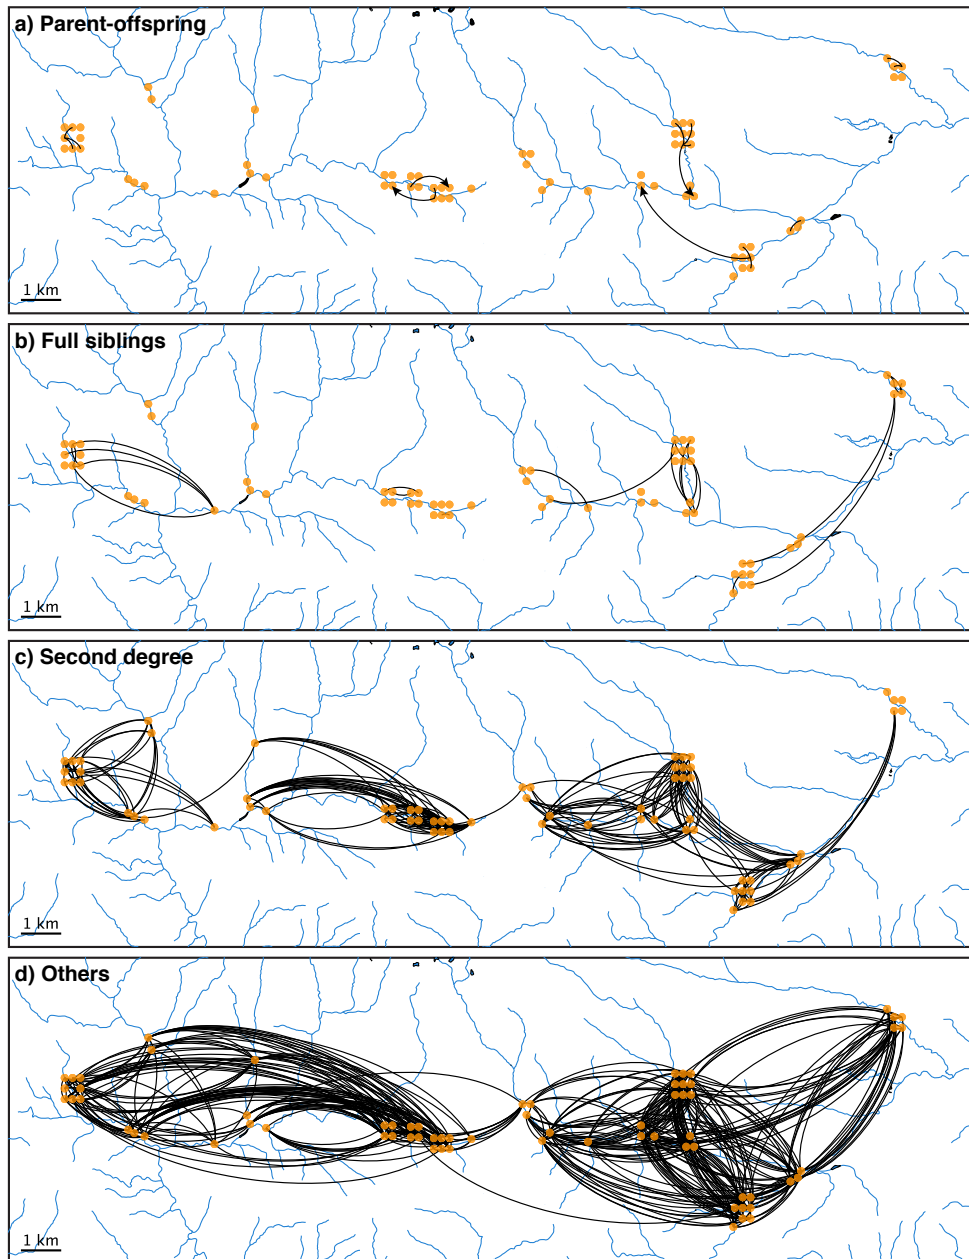 a) Parent-offspring
1 km
b) Full siblings
1 km
c) Second degree
1 km
d) Others
1 km